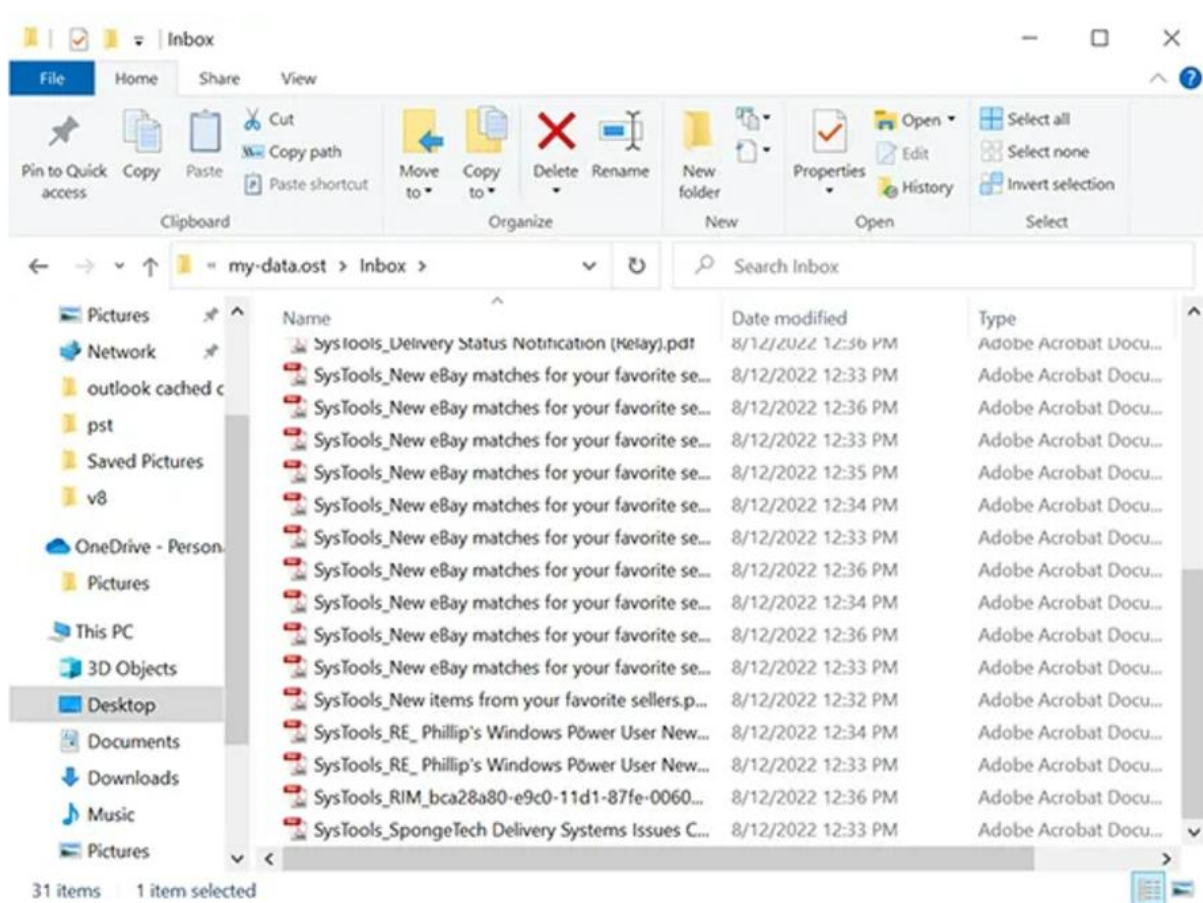 Inbox
File Home Share View
Pin to Quick access
Copy
Paste
Cut
Copy path
Paste shortcut
Clipboard
Move to
Copy to
Delete
Rename
Organize
New folder
New
Properties
Open
Edit
History
Open
Select all
Select none
Invert selection
Select
« my-data.ost > Inbox >
Search Inbox
Pictures
Network
outlook cached c
pst
Saved Pictures
v8
OneDrive - Person
Pictures
This PC
3D Objects
Desktop
Documents
Downloads
Music
Pictures
Name Date modified Type
SysTools_Delivery Status Notification (Relay).pdf 8/12/2022 12:36 PM Adobe Acrobat Docu...
SysTools_New eBay matches for your favorite se... 8/12/2022 12:33 PM Adobe Acrobat Docu...
SysTools_New eBay matches for your favorite se... 8/12/2022 12:36 PM Adobe Acrobat Docu...
SysTools_New eBay matches for your favorite se... 8/12/2022 12:33 PM Adobe Acrobat Docu...
SysTools_New eBay matches for your favorite se... 8/12/2022 12:35 PM Adobe Acrobat Docu...
SysTools_New eBay matches for your favorite se... 8/12/2022 12:34 PM Adobe Acrobat Docu...
SysTools_New eBay matches for your favorite se... 8/12/2022 12:33 PM Adobe Acrobat Docu...
SysTools_New eBay matches for your favorite se... 8/12/2022 12:36 PM Adobe Acrobat Docu...
SysTools_New eBay matches for your favorite se... 8/12/2022 12:34 PM Adobe Acrobat Docu...
SysTools_New eBay matches for your favorite se... 8/12/2022 12:36 PM Adobe Acrobat Docu...
SysTools_New eBay matches for your favorite se... 8/12/2022 12:33 PM Adobe Acrobat Docu...
SysTools_New items from your favorite sellers.p... 8/12/2022 12:32 PM Adobe Acrobat Docu...
SysTools_RE_ Phillip's Windows Pöwer User New... 8/12/2022 12:34 PM Adobe Acrobat Docu...
SysTools_RE_ Phillip's Windows Pöwer User New... 8/12/2022 12:33 PM Adobe Acrobat Docu...
SysTools_RIM_bca28a80-e9c0-11d1-87fe-0060... 8/12/2022 12:36 PM Adobe Acrobat Docu...
SysTools_SpongeTech Delivery Systems Issues C... 8/12/2022 12:33 PM Adobe Acrobat Docu...
31 items 1 item selected